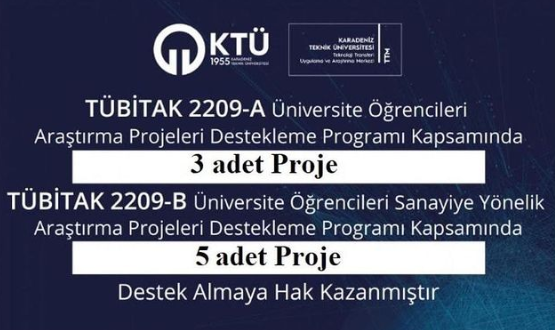 KTÜ
1955 KARADENİZ
TEKNİK ÜNİVERSİTESİ
KARADENİZ
TEKNİK ÜNİVERSİTESİ
Teknoloji Transferi
Uygulama ve Araştırma Merkezi
TTM
TÜBİTAK 2209-A Üniversite Öğrencileri
Araştırma Projeleri Destekleme Programı Kapsamında
3 adet Proje
TÜBİTAK 2209-B Üniversite Öğrencileri Sanayiye Yönelik
Araştırma Projeleri Destekleme Programı Kapsamında
5 adet Proje
Destek Almaya Hak Kazanmıştır